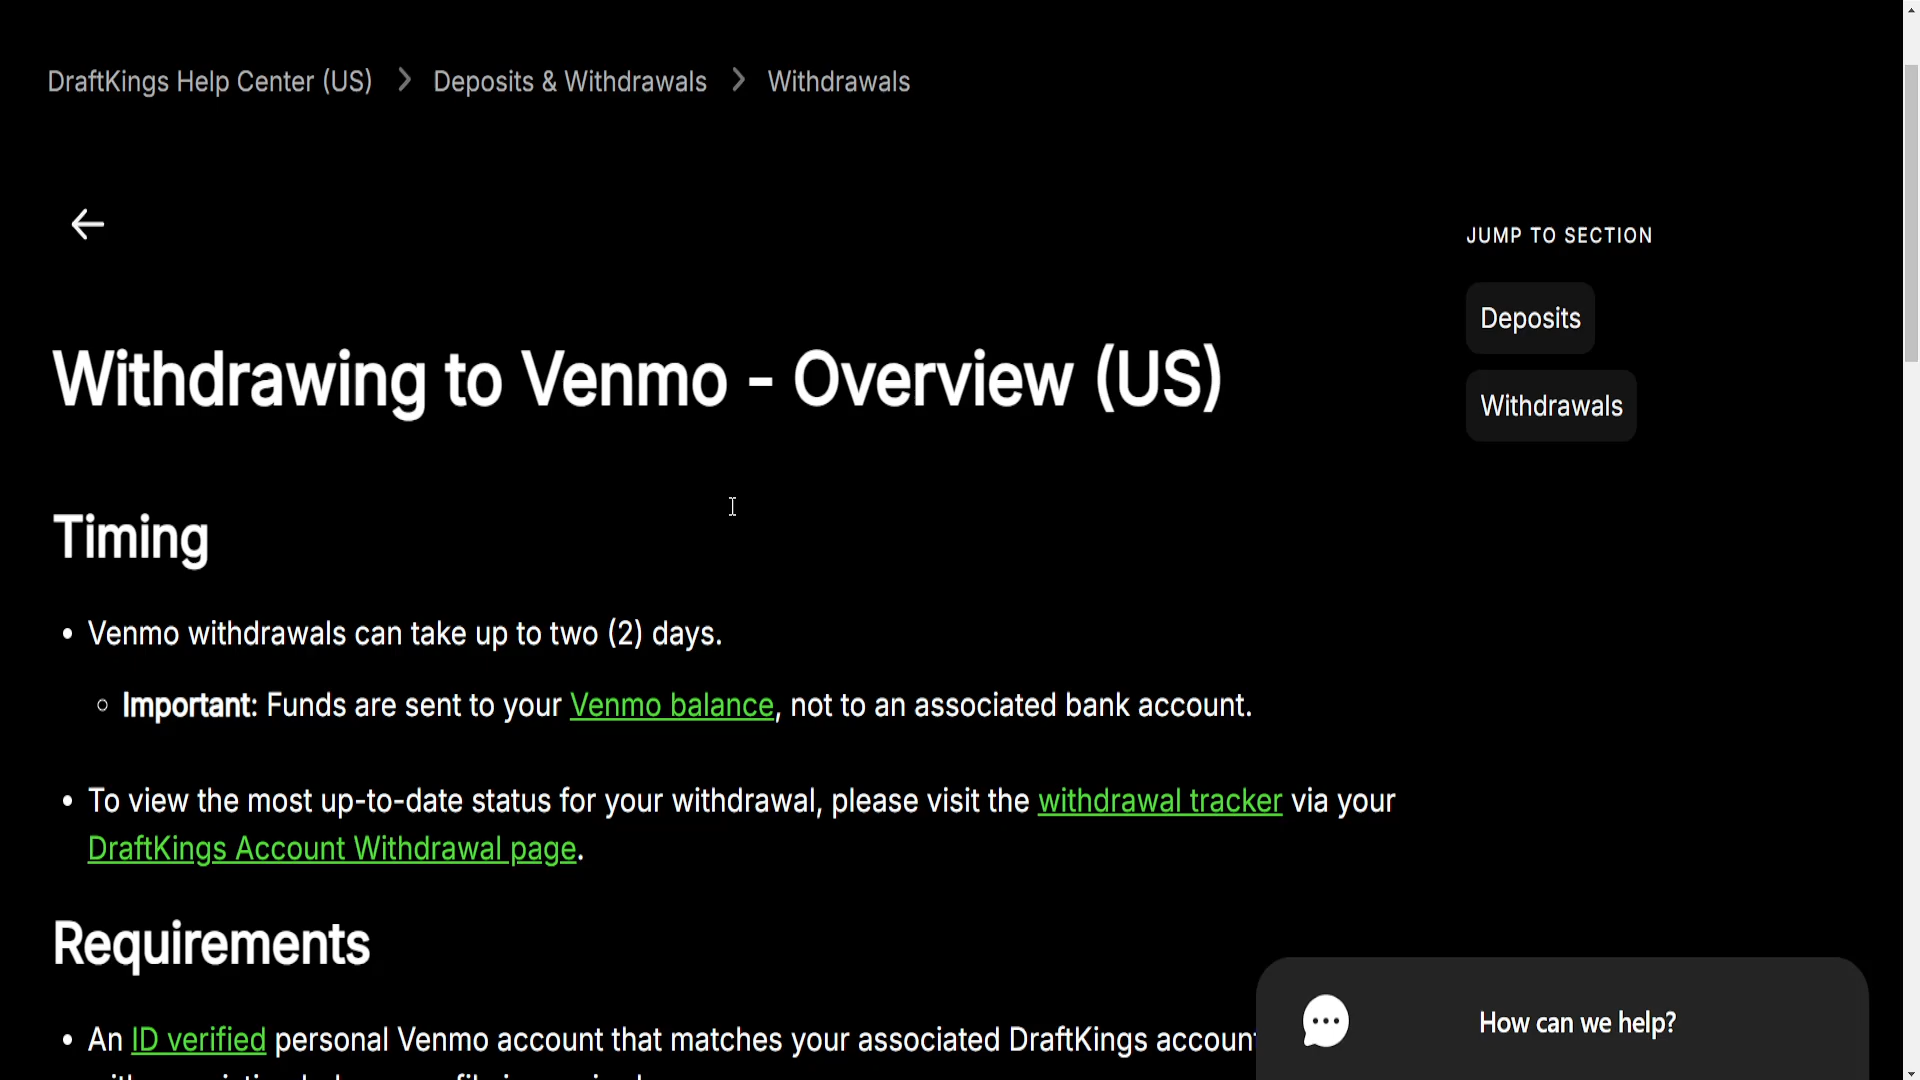 DraftKings Help Center (US) > Deposits & Withdrawals > Withdrawals
JUMP TO SECTION
Deposits
Withdrawals
Withdrawing to Venmo - Overview (US)
Timing
• Venmo withdrawals can take up to two (2) days.
◦ Important: Funds are sent to your Venmo balance, not to an associated bank account.
• To view the most up-to-date status for your withdrawal, please visit the withdrawal tracker via your
DraftKings Account Withdrawal page.
Requirements
• An ID verified personal Venmo account that matches your associated DraftKings account
How can we help?